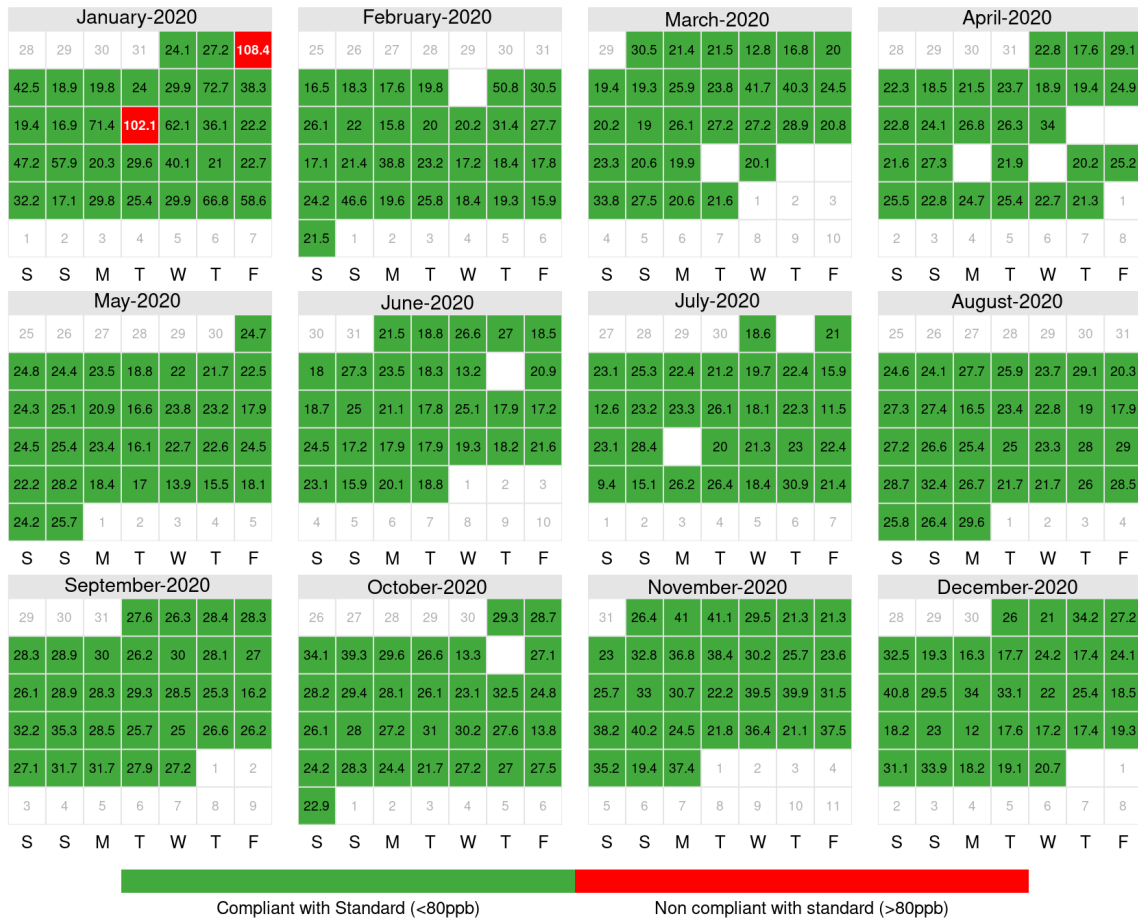 January-2020
28 29 30 31 24.1 27.2 108.4
42.5 18.9 19.8 24 29.9 72.7 38.3
19.4 16.9 71.4 102.1 62.1 36.1 22.2
47.2 57.9 20.3 29.6 40.1 21 22.7
32.2 17.1 29.8 25.4 29.9 66.8 58.6
1 2 3 4 5 6 7
S S M T W T F
February-2020
25 26 27 28 29 30 31
16.5 18.3 17.6 19.8 50.8 30.5
26.1 22 15.8 20 20.2 31.4 27.7
17.1 21.4 38.8 23.2 17.2 18.4 17.8
24.2 46.6 19.6 25.8 18.4 19.3 15.9
21.5 1 2 3 4 5 6
S S M T W T F
March-2020
29 30.5 21.4 21.5 12.8 16.8 20
19.4 19.3 25.9 23.8 41.7 40.3 24.5
20.2 19 26.1 27.2 27.2 28.9 20.8
23.3 20.6 19.9 20.1
33.8 27.5 20.6 21.6 1 2 3
4 5 6 7 8 9 10
S S M T W T F
April-2020
28 29 30 31 22.8 17.6 29.1
22.3 18.5 21.5 23.7 18.9 19.4 24.9
22.8 24.1 26.8 26.3 34
21.6 27.3 21.9 20.2 25.2
25.5 22.8 24.7 25.4 22.7 21.3 1
2 3 4 5 6 7 8
S S M T W T F
May-2020
25 26 27 28 29 30 24.7
24.8 24.4 23.5 18.8 22 21.7 22.5
24.3 25.1 20.9 16.6 23.8 23.2 17.9
24.5 25.4 23.4 16.1 22.7 22.6 24.5
22.2 28.2 18.4 17 13.9 15.5 18.1
24.2 25.7 1 2 3 4 5
S S M T W T F
June-2020
30 31 21.5 18.8 26.6 27 18.5
18 27.3 23.5 18.3 13.2 20.9
18.7 25 21.1 17.8 25.1 17.9 17.2
24.5 17.2 17.9 17.9 19.3 18.2 21.6
23.1 15.9 20.1 18.8 1 2 3
4 5 6 7 8 9 10
S S M T W T F
July-2020
27 28 29 30 18.6 21
23.1 25.3 22.4 21.2 19.7 22.4 15.9
12.6 23.2 23.3 26.1 18.1 22.3 11.5
23.1 28.4 20 21.3 23 22.4
9.4 15.1 26.2 26.4 18.4 30.9 21.4
1 2 3 4 5 6 7
S S M T W T F
August-2020
25 26 27 28 29 30 31
24.6 24.1 27.7 25.9 23.7 29.1 20.3
27.3 27.4 16.5 23.4 22.8 19 17.9
27.2 26.6 25.4 25 23.3 28 29
28.7 32.4 26.7 21.7 21.7 26 28.5
25.8 26.4 29.6 1 2 3 4
S S M T W T F
September-2020
29 30 31 27.6 26.3 28.4 28.3
28.3 28.9 30 26.2 30 28.1 27
26.1 28.9 28.3 29.3 28.5 25.3 16.2
32.2 35.3 28.5 25.7 25 26.6 26.2
27.1 31.7 31.7 27.9 27.2 1 2
3 4 5 6 7 8 9
S S M T W T F
October-2020
26 27 28 29 30 29.3 28.7
34.1 39.3 29.6 26.6 13.3 27.1
28.2 29.4 28.1 26.1 23.1 32.5 24.8
26.1 28 27.2 31 30.2 27.6 13.8
24.2 28.3 24.4 21.7 27.2 27 27.5
22.9 1 2 3 4 5 6
S S M T W T F
November-2020
31 26.4 41 41.1 29.5 21.3 21.3
23 32.8 36.8 38.4 30.2 25.7 23.6
25.7 33 30.7 22.2 39.5 39.9 31.5
38.2 40.2 24.5 21.8 36.4 21.1 37.5
35.2 19.4 37.4 1 2 3 4
5 6 7 8 9 10 11
S S M T W T F
December-2020
28 29 30 26 21 34.2 27.2
32.5 19.3 16.3 17.7 24.2 17.4 24.1
40.8 29.5 34 33.1 22 25.4 18.5
18.2 23 12 17.6 17.2 17.4 19.3
31.1 33.9 18.2 19.1 20.7 1
2 3 4 5 6 7 8
S S M T W T F
Compliant with Standard (<80ppb)
Non compliant with standard (>80ppb)